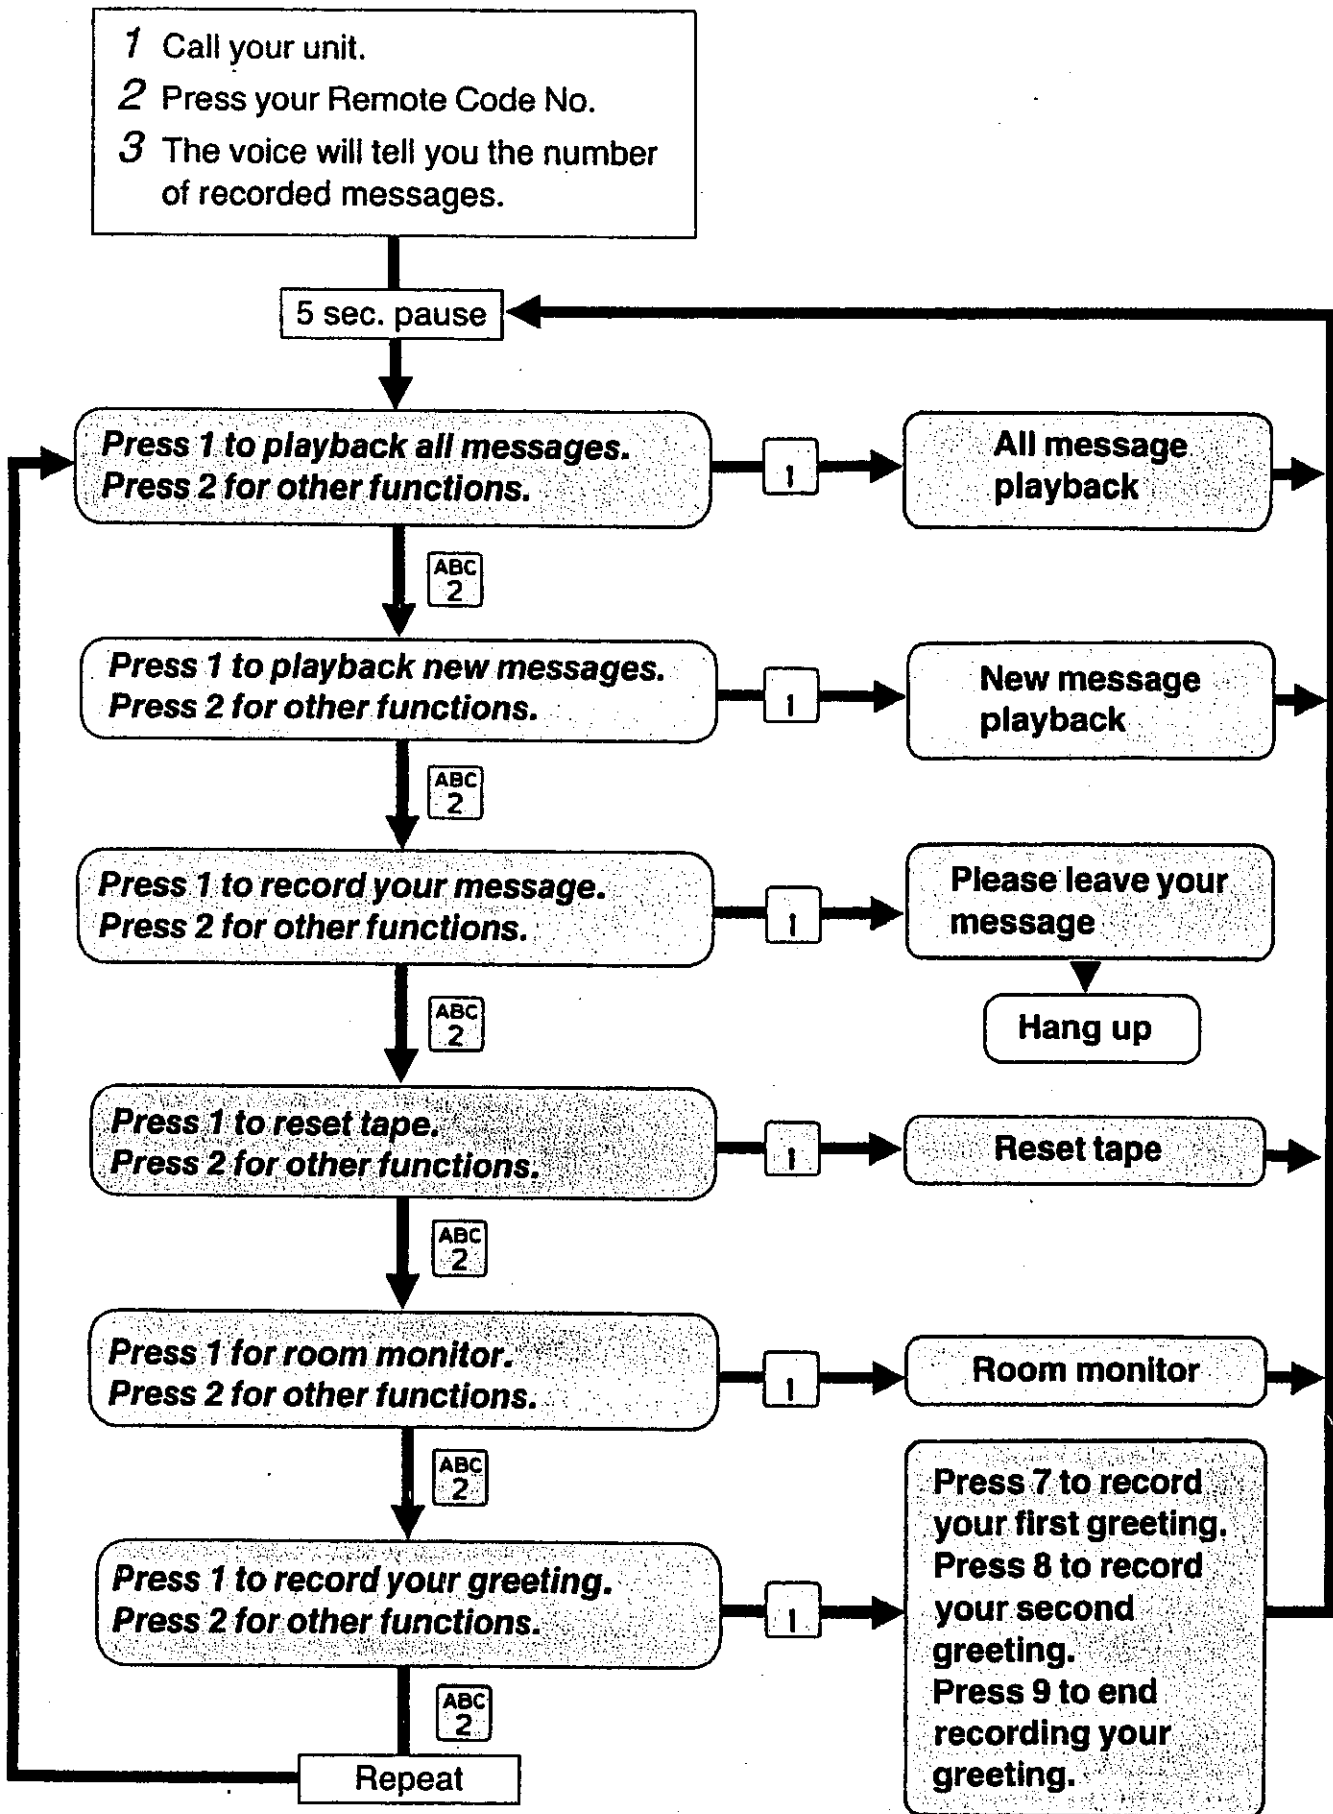 1 Call your unit.
2 Press your Remote Code No.
3 The voice will tell you the number
of recorded messages.
5 sec. pause
Press 1 to playback all messages.
Press 2 for other functions.
1
All message
playback
ABC
2
Press 1 to playback new messages.
Press 2 for other functions.
1
New message
playback
ABC
2
Press 1 to record your message.
Press 2 for other functions.
1
Please leave your
message
Hang up
ABC
2
Press 1 to reset tape.
Press 2 for other functions.
1
Reset tape
ABC
2
Press 1 for room monitor.
Press 2 for other functions.
1
Room monitor
ABC
2
Press 1 to record your greeting.
Press 2 for other functions.
1
Press 7 to record
your first greeting.
Press 8 to record
your second
greeting.
Press 9 to end
recording your
greeting.
ABC
2
Repeat